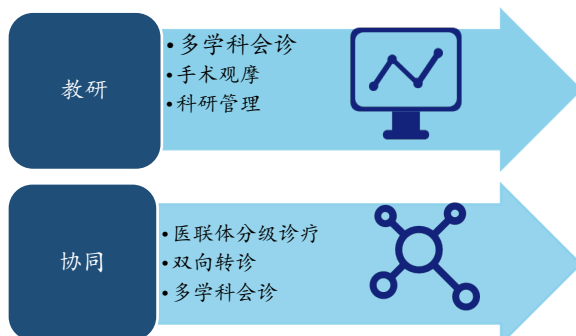 教研
• 多学科会诊
• 手术观摩
• 科研管理
协同
• 医联体分级诊疗
• 双向转诊
• 多学科会诊